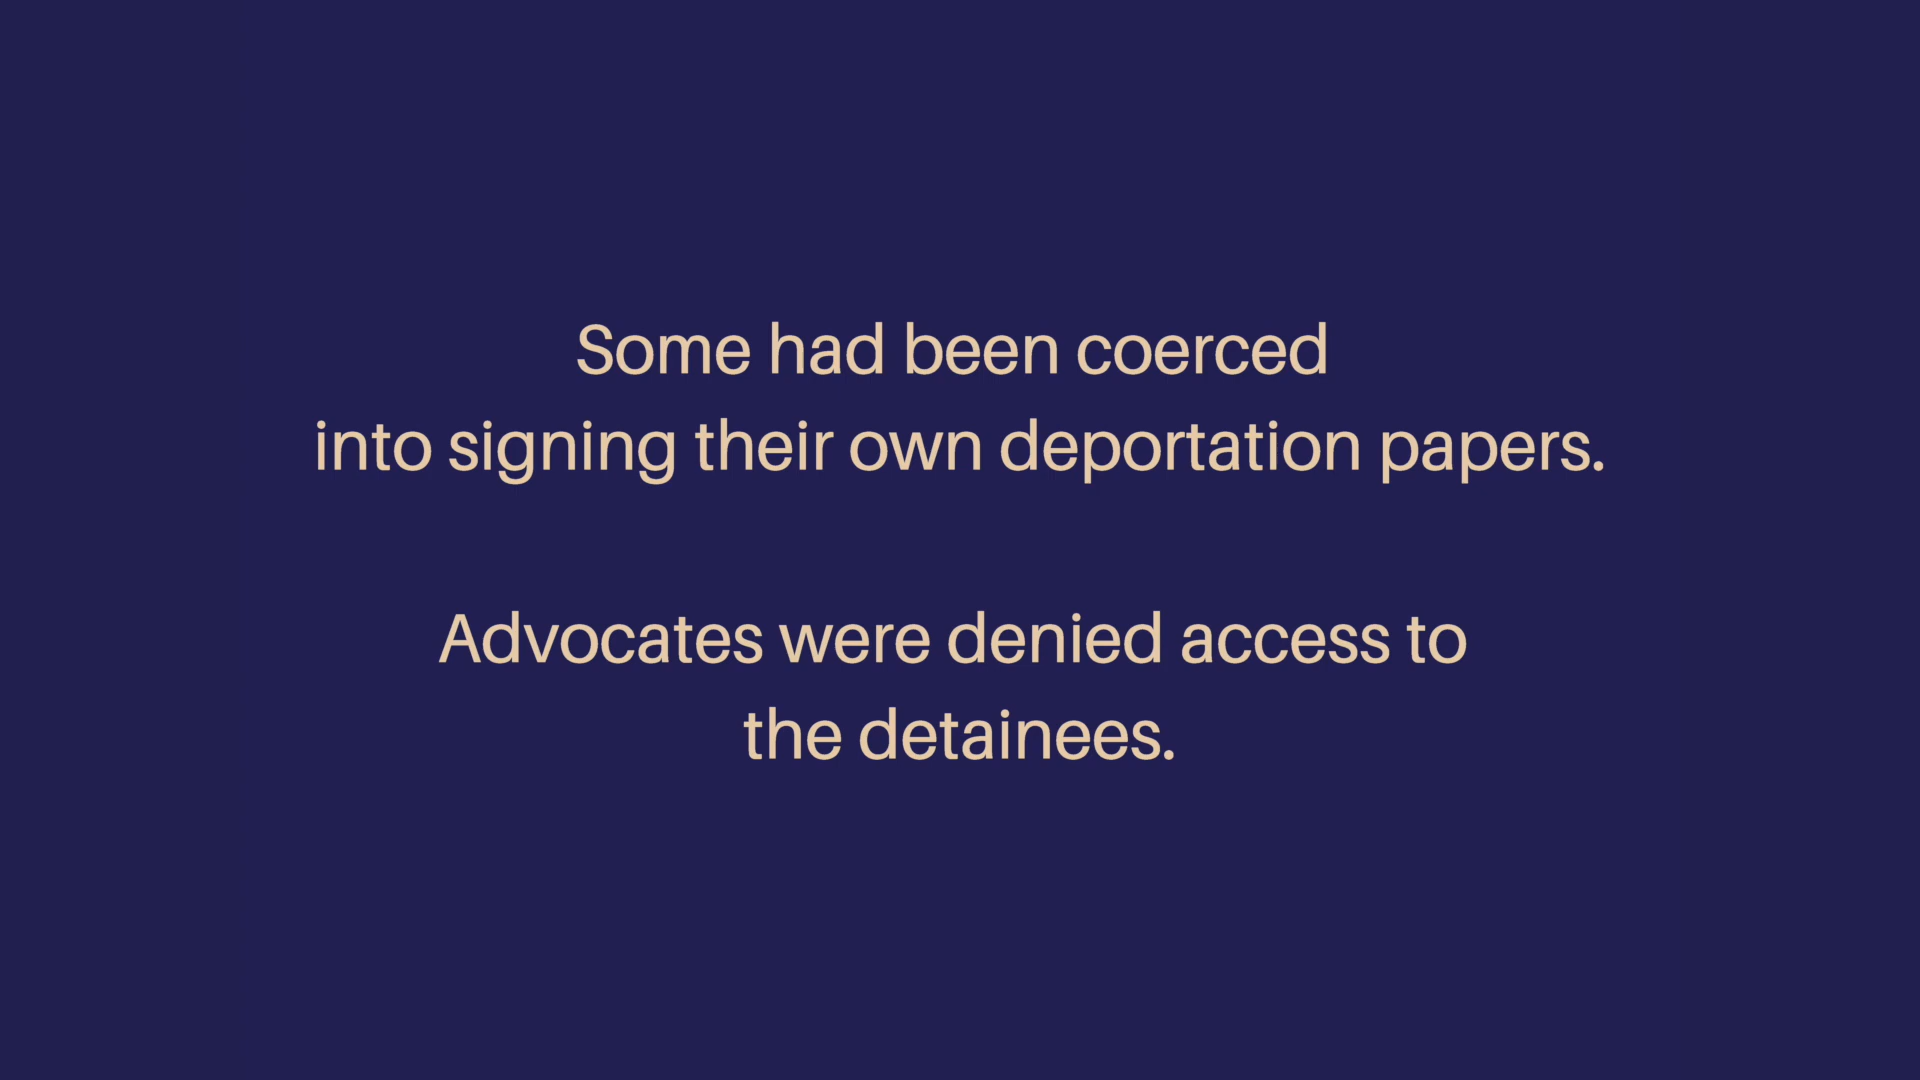 Some had been coerced
into signing their own deportation papers.
Advocates were denied access to
the detainees.